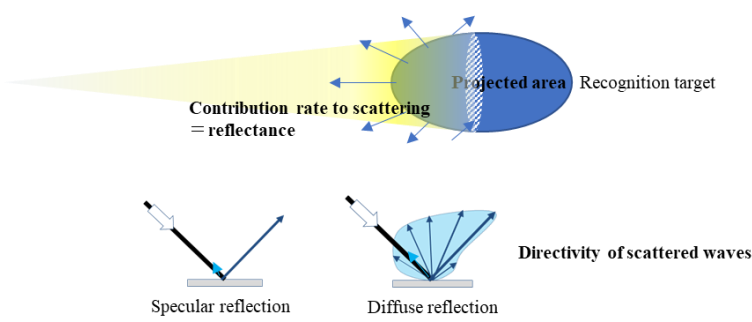 Projected area
Recognition target
Contribution rate to scattering
＝reflectance
Directivity of scattered waves
Specular reflection
Diffuse reflection